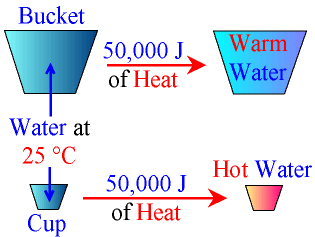 Bucket
50,000 J
of Heat
Warm
Water
Water at
25 °C
Cup
50,000 J
of Heat
Hot Water